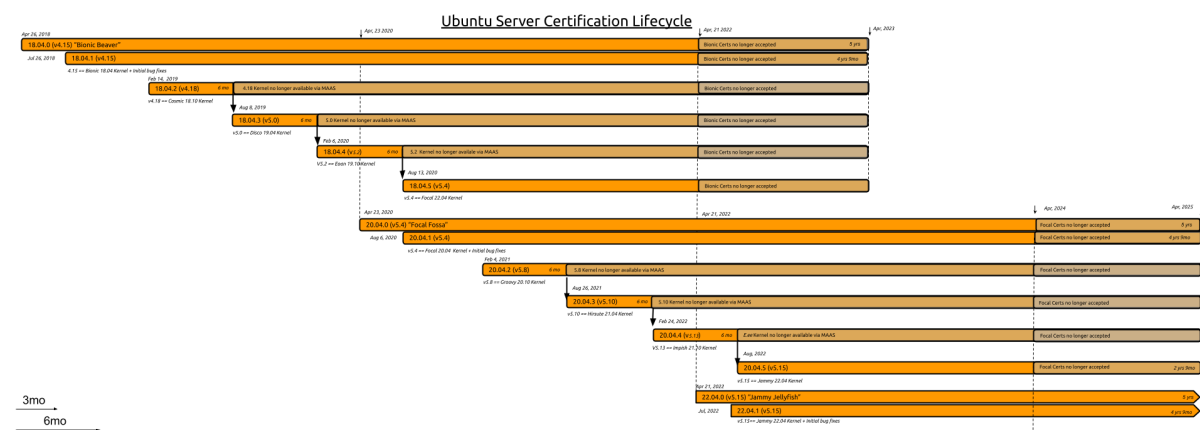 Ubuntu Server Certification Lifecycle
Apr 26, 2018
Apr, 23 2020
Apr, 21 2022
Apr, 2023
18.04.0 (v4.15) "Bionic Beaver"
Bionic Certs no longer accepted
5 yrs
Jul 26, 2018
18.04.1 (v4.15)
Bionic Certs no longer accepted
4 yrs 9mo
4.15 == Bionic 18.04 Kernel + Initial bug fixes
Feb 14, 2019
18.04.2 (v4.18)
6 mo
4.18 Kernel no longer available via MAAS
Bionic Certs no longer accepted
v4.18 == Cosmic 18.10 Kernel
Aug 8, 2019
18.04.3 (v5.0)
6 mo
5.0 Kernel no longer available via MAAS
Bionic Certs no longer accepted
v5.0 == Disco 19.04 Kernel
Feb 6, 2020
18.04.4 (v5.2)
6 mo
5.2 Kernel no longer available via MAAS
Bionic Certs no longer accepted
V5.2 == Eoan 19.10 Kernel
Aug 13, 2020
18.04.5 (v5.4)
Bionic Certs no longer accepted
v5.4 == Focal 22.04 Kernel
Apr 23, 2020
Apr 21, 2022
Apr, 2024
Apr, 2025
20.04.0 (v5.4) "Focal Fossa"
Focal Certs no longer accepted
5 yrs
Aug 6, 2020
20.04.1 (v5.4)
Focal Certs no longer accepted
4 yrs 9mo
v5.4 == Focal 20.04 Kernel + Initial bug fixes
Feb 4, 2021
20.04.2 (v5.8)
6 mo
5.8 Kernel no longer available via MAAS
Focal Certs no longer accepted
v5.8 == Groovy 20.10 Kernel
Aug 26, 2021
20.04.3 (v5.10)
6 mo
5.10 Kernel no longer available via MAAS
Focal Certs no longer accepted
v5.10 == Hirsute 21.04 Kernel
Feb 24, 2022
20.04.4 (v5.13)
6 mo
no longer available via MAAS
Focal Certs no longer accepted
V5.13 == Impish 21.10 Kernel
Aug, 2022
20.04.5 (v5.15)
Focal Certs no longer accepted
2 yrs 9mo
v5.15 == Jammy 22.04 Kernel
Apr 21, 2022
22.04.0 (v5.15) "Jammy Jellyfish"
5 yrs
Jul, 2022
22.04.1 (v5.15)
4 yrs 9mo
v5.15== Jammy 22.04 Kernel + Initial bug fixes
3mo
6mo